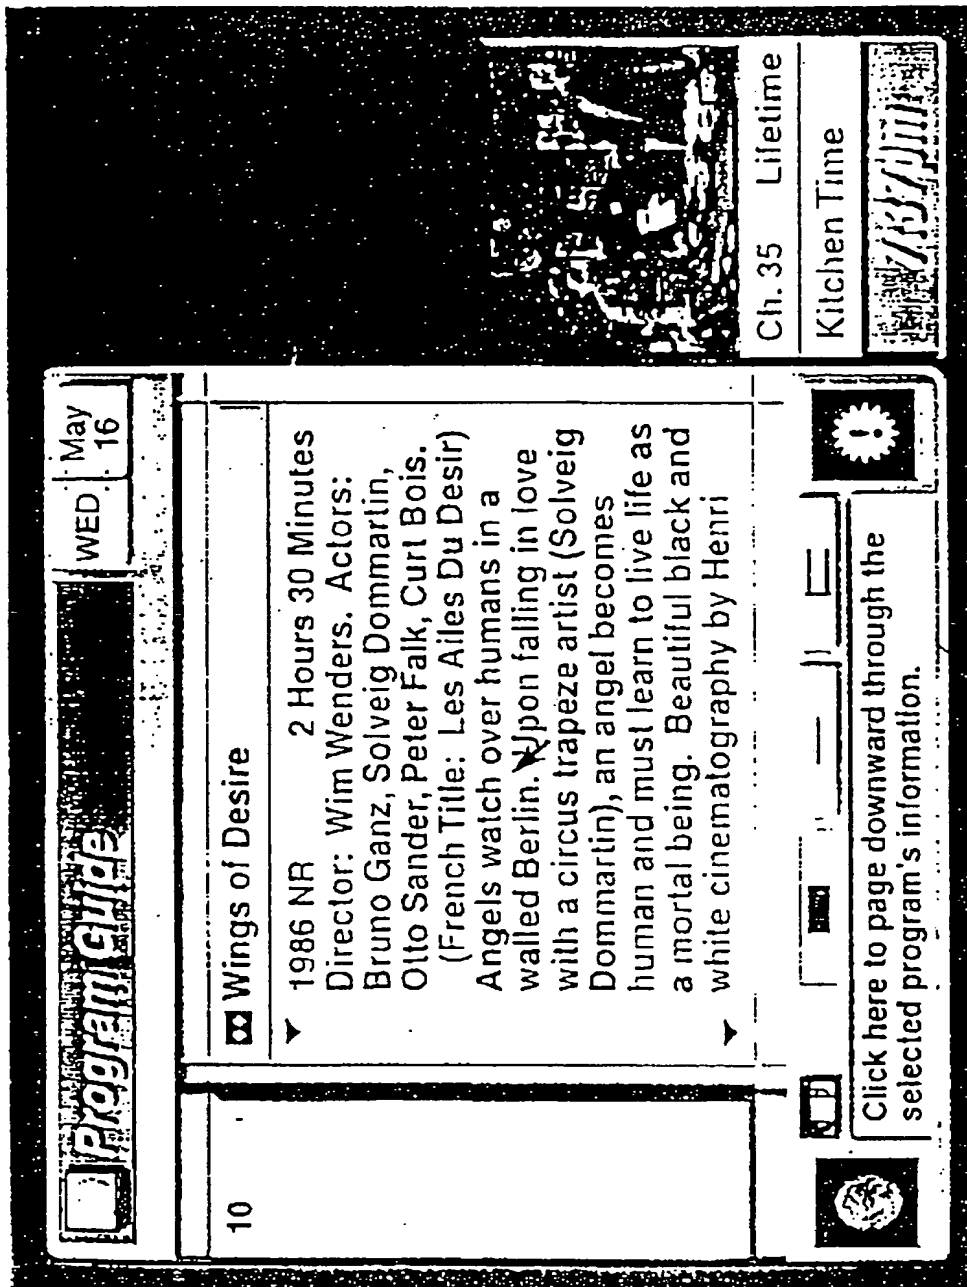 Program Guide
WED
May
16
10
Wings of Desire
1986 NR 2 Hours 30 Minutes
Director: Wim Wenders. Actors:
Bruno Ganz, Solveig Dommartin,
Otto Sander, Peter Falk, Curt Bois.
(French Title: Les Ailes Du Desir)
Angels watch over humans in a
walled Berlin. Upon falling in love
with a circus trapeze artist (Solveig
Dommartin), an angel becomes
human and must learn to live life as
a mortal being. Beautiful black and
white cinematography by Henri
Click here to page downward through the
selected program's information.
!
Ch. 35 Lifetime
Kitchen Time